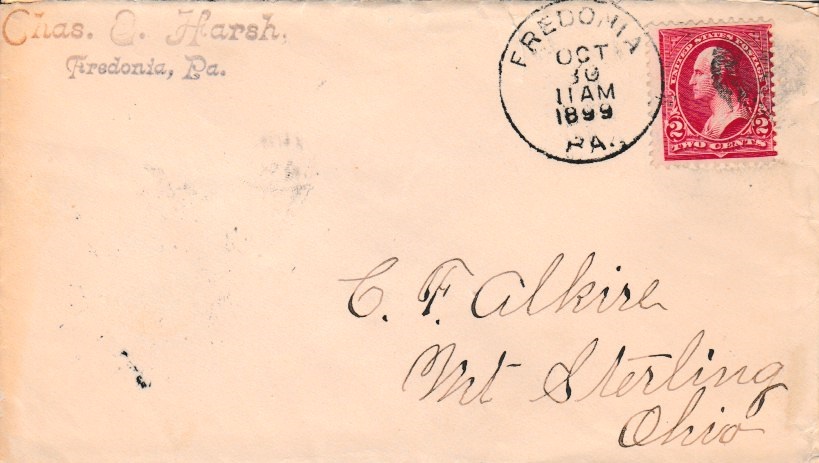 Chas. O. Harsh.
Fredonia, Pa.
FREDONIA
OCT
30
11 AM
1899
PA.
UNITED STATES POSTAGE
2 2
TWO CENTS
C. F. Alkire
Mt Sterling
Ohio